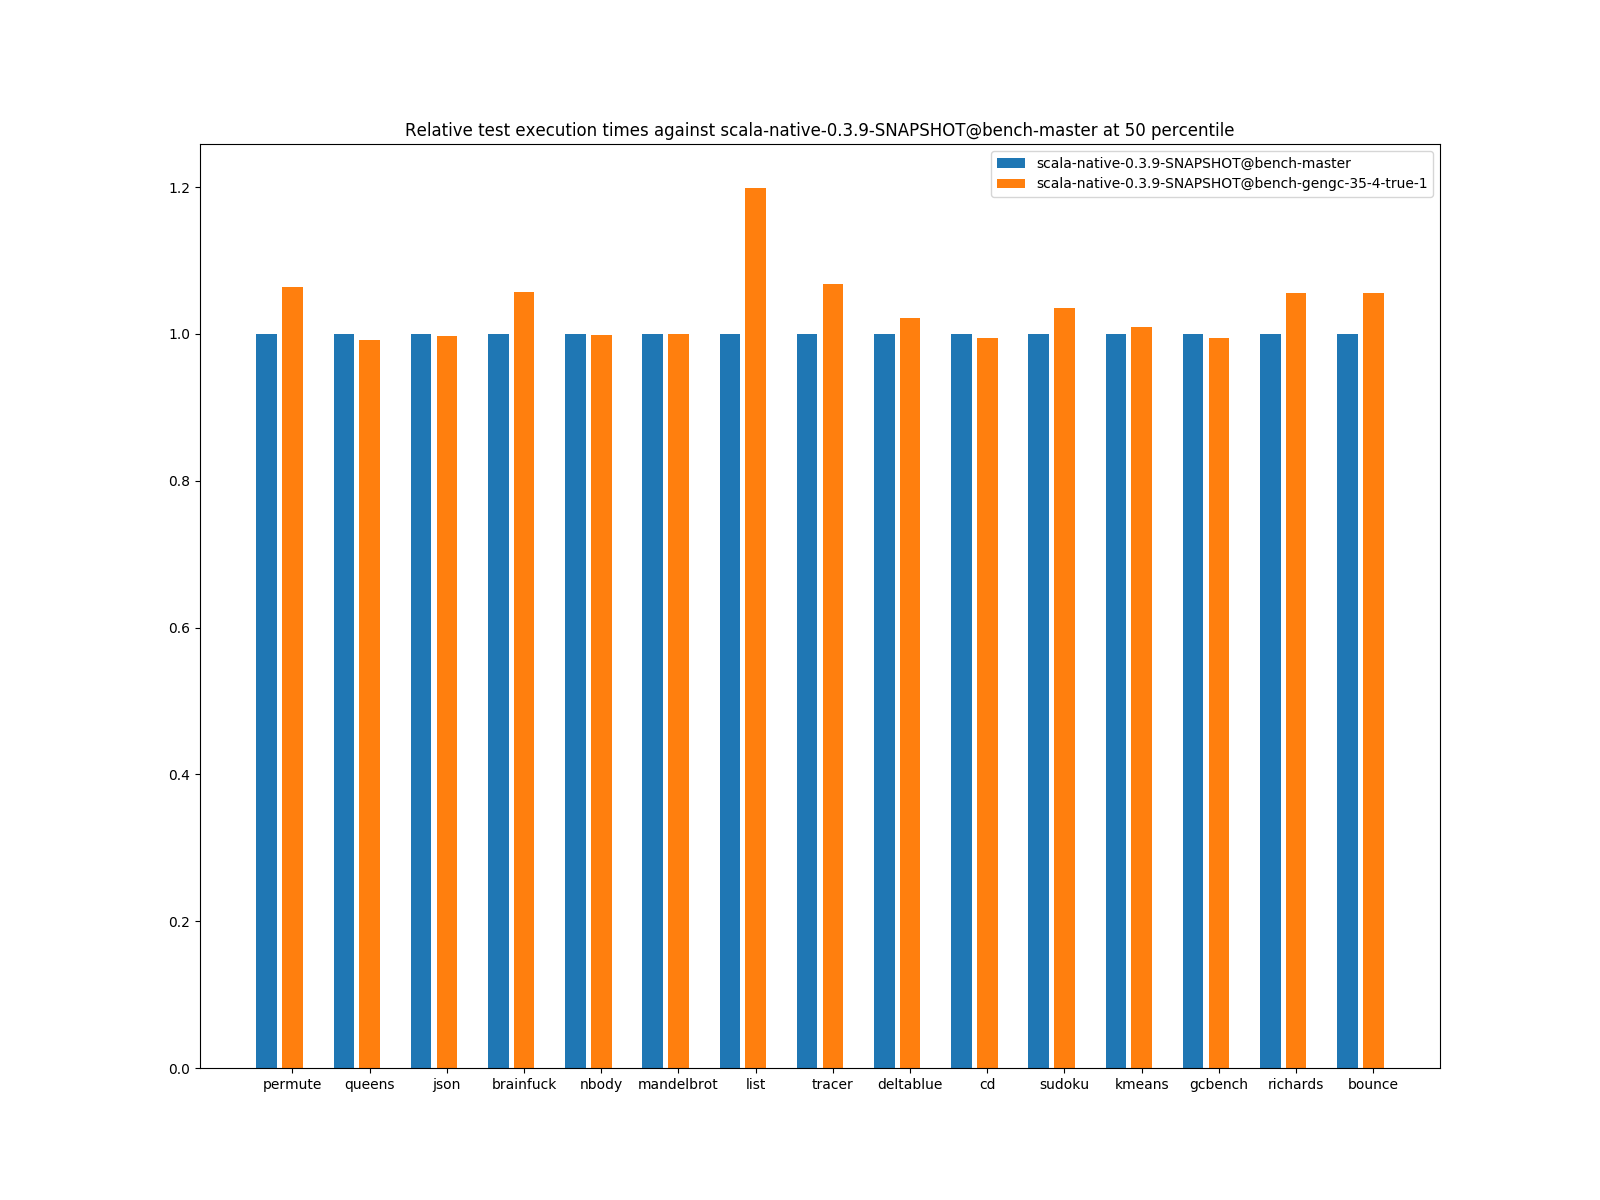 Relative test execution times against scala-native-0.3.9-SNAPSHOT@bench-master at 50 percentile
scala-native-0.3.9-SNAPSHOT@bench-master
scala-native-0.3.9-SNAPSHOT@bench-gengc-35-4-true-1
1.2
1.0
0.8
0.6
0.4
0.2
0.0
permute queens json brainfuck nbody mandelbrot list tracer deltablue cd sudoku kmeans gcbench richards bounce